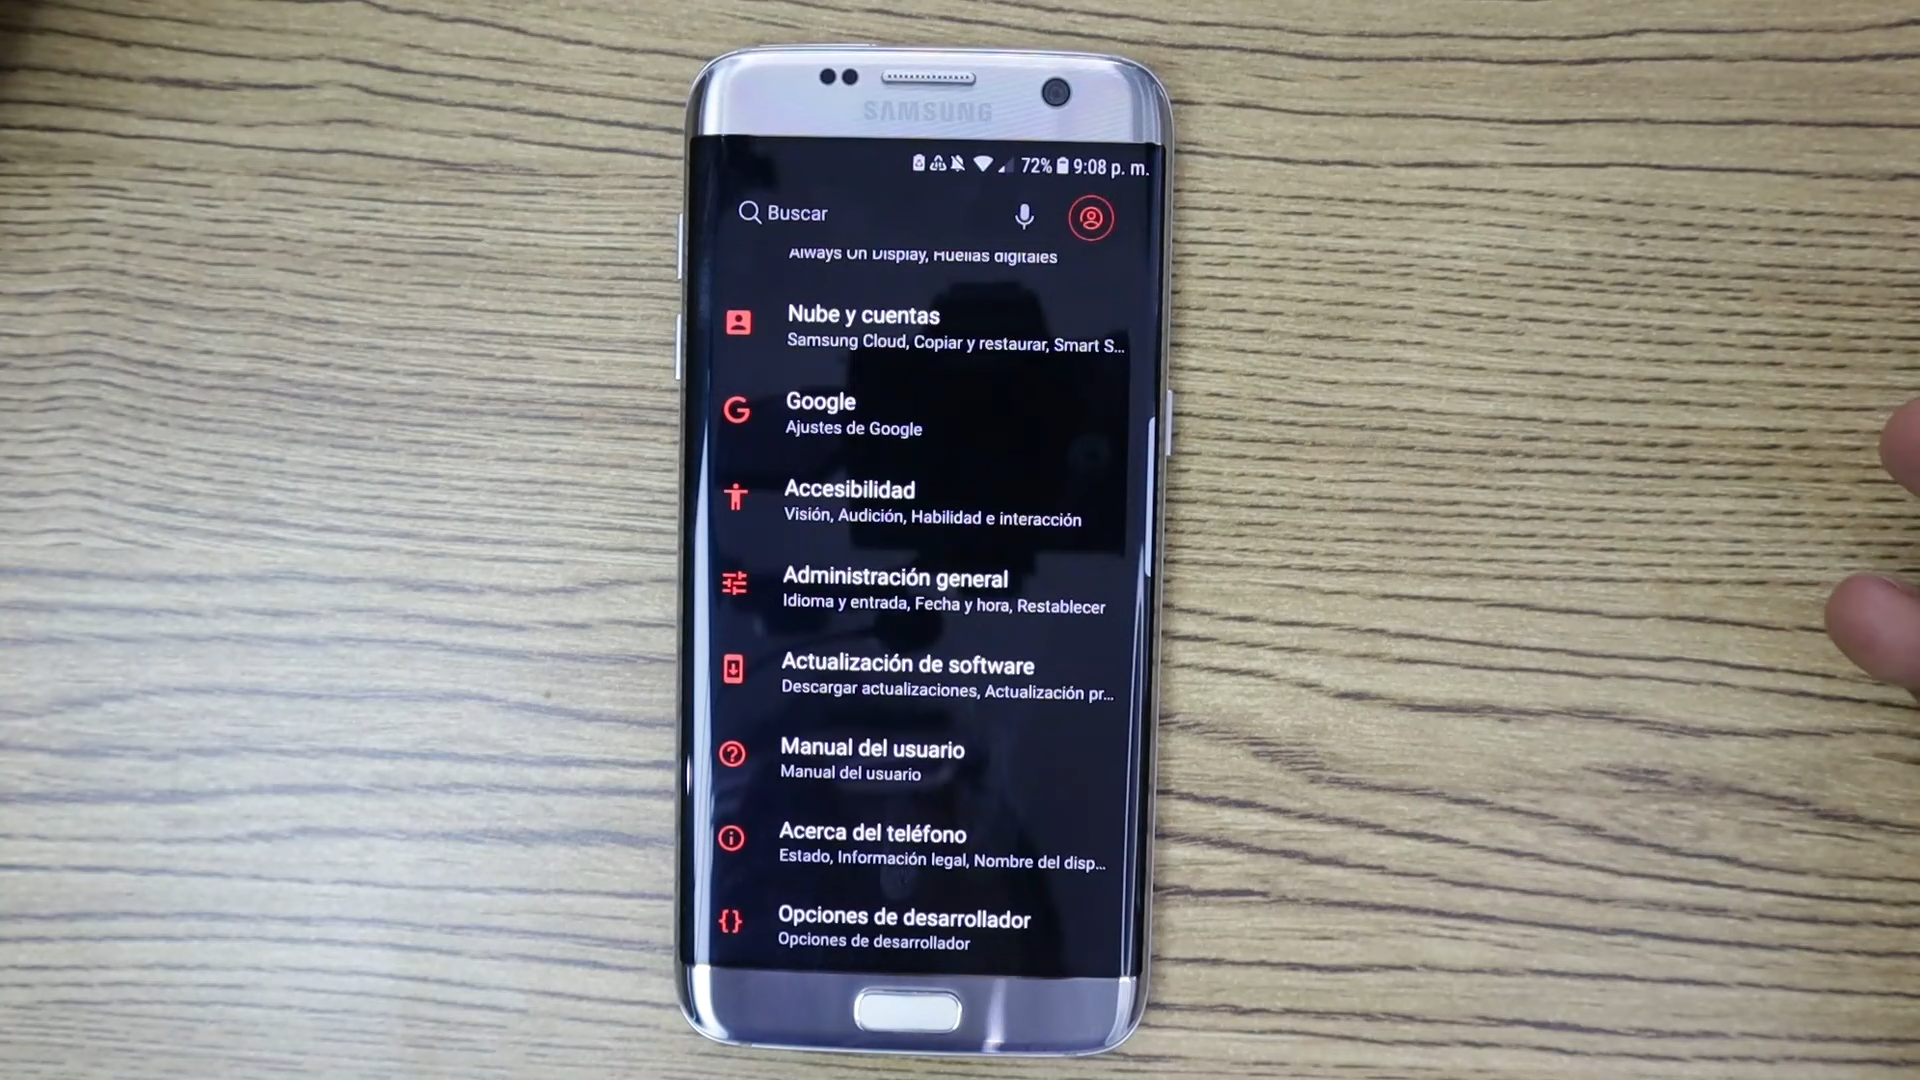 SAMSUNG
72% 9:08 p. m.
Buscar
Always On Display, Huellas digitales
Nube y cuentas
Samsung Cloud, Copiar y restaurar, Smart S...
Google
Ajustes de Google
Accesibilidad
Visión, Audición, Habilidad e interacción
Administración general
Idioma y entrada, Fecha y hora, Restablecer
Actualización de software
Descargar actualizaciones, Actualización pr...
Manual del usuario
Manual del usuario
Acerca del teléfono
Estado, Información legal, Nombre del disp...
Opciones de desarrollador
Opciones de desarrollador